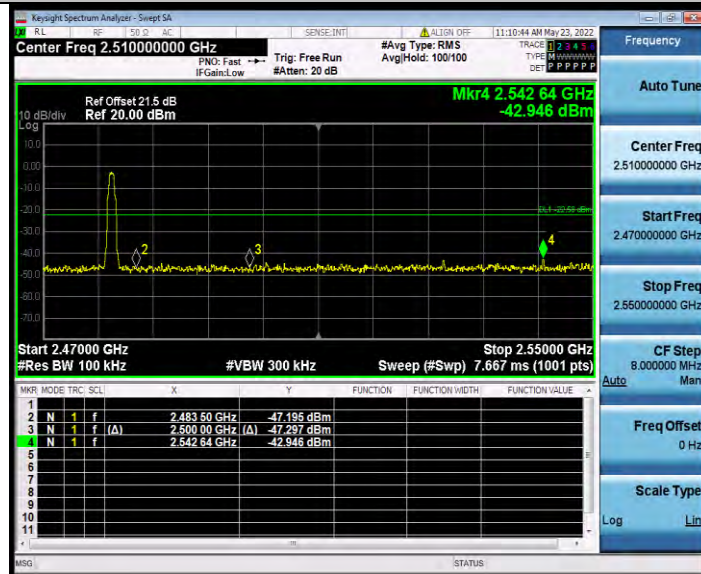 Keysight Spectrum Analyzer - Swept SA
RL RF 50 Ω AC SENSE:INT ALIGN OFF 11:10:44 AM May 23, 2022
Center Freq 2.510000000 GHz
PNO: Fast
IFGain:Low
Trig: Free Run
#Atten: 20 dB
#Avg Type: RMS
Avg|Hold: 100/100
TRACE 1 2 3 4 5 6
TYPE M WWWWW
DET P P P P P P
Mkr4 2.542 64 GHz
-42.946 dBm
Ref Offset 21.5 dB
10 dB/div Ref 20.00 dBm
Log
10.0
0.00
-10.0
-20.0
-30.0
-40.0
-50.0
-60.0
-70.0
2
3
4
Start 2.47000 GHz Stop 2.55000 GHz
#Res BW 100 kHz #VBW 300 kHz Sweep (#Swp) 7.667 ms (1001 pts)
MKR MODE TRC SCL X Y FUNCTION FUNCTION WIDTH FUNCTION VALUE
1
2 N 1 f 2.483 50 GHz -47.195 dBm
3 N 1 f (Δ) 2.500 00 GHz (Δ) -47.297 dBm
4 N 1 f 2.542 64 GHz -42.946 dBm
5
6
7
8
9
10
11
MSG STATUS
Frequency
Auto Tune
Center Freq
2.510000000 GHz
Start Freq
2.470000000 GHz
Stop Freq
2.550000000 GHz
CF Step
8.000000 MHz
Auto Man
Freq Offset
0 Hz
Scale Type
Log Lin